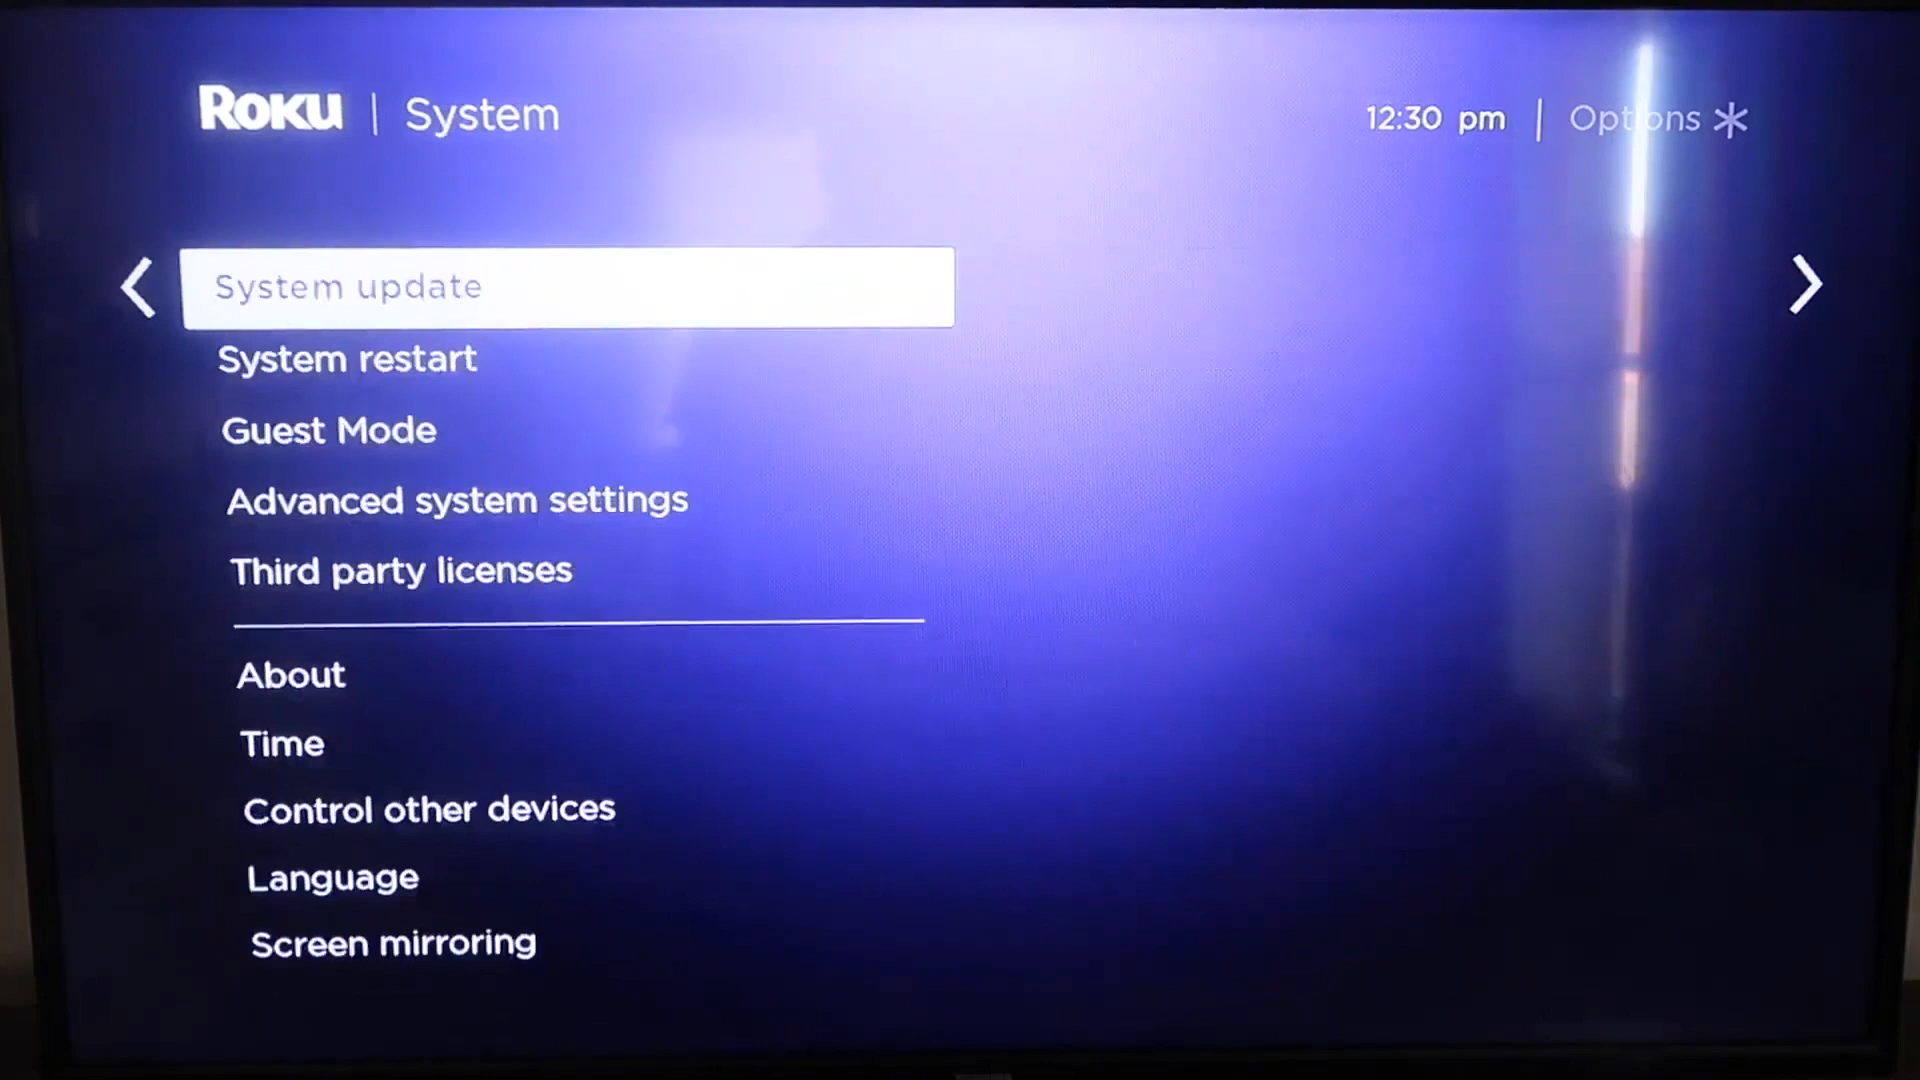 Roku | System
12:30 pm | Options *
System update
System restart
Guest Mode
Advanced system settings
Third party licenses
About
Time
Control other devices
Language
Screen mirroring